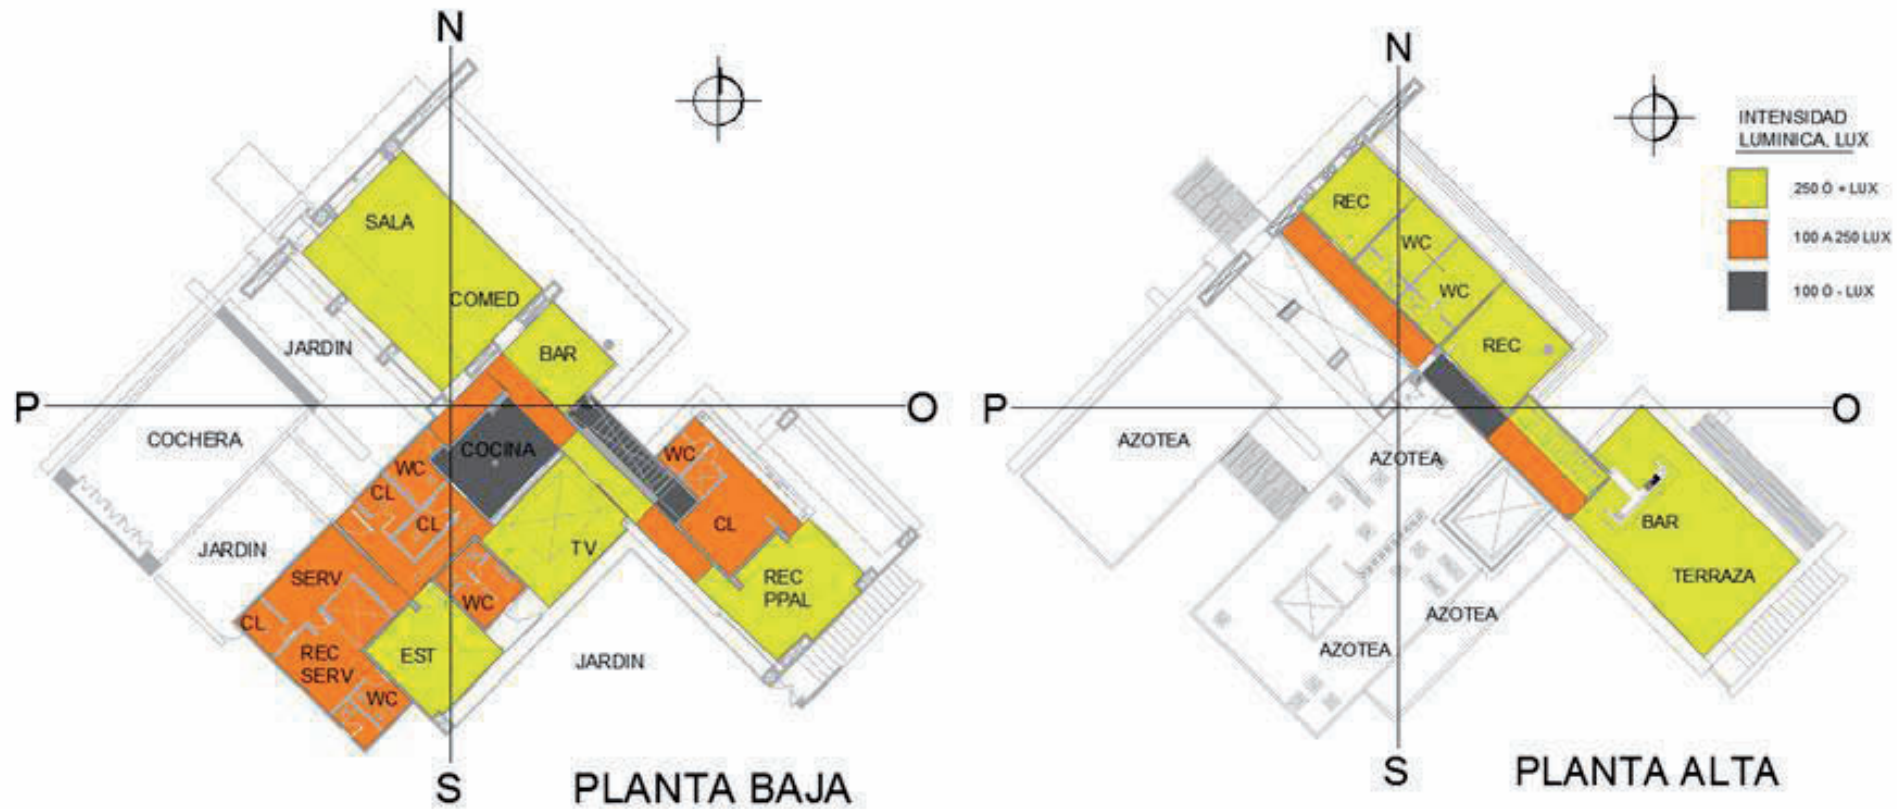 N
SALA
COMED
JARDIN
BAR
P
O
COCHERA
COCINA
WC
WC
CL
CL
CL
JARDIN
TV
SERV
REC
PPAL
WC
CL
EST
REC
SERV
JARDIN
WC
S
PLANTA BAJA
N
INTENSIDAD
LUMINICA, LUX
250 O + LUX
100 A 250 LUX
100 O - LUX
REC
WC
WC
REC
P
O
AZOTEA
AZOTEA
BAR
TERRAZA
AZOTEA
AZOTEA
S
PLANTA ALTA